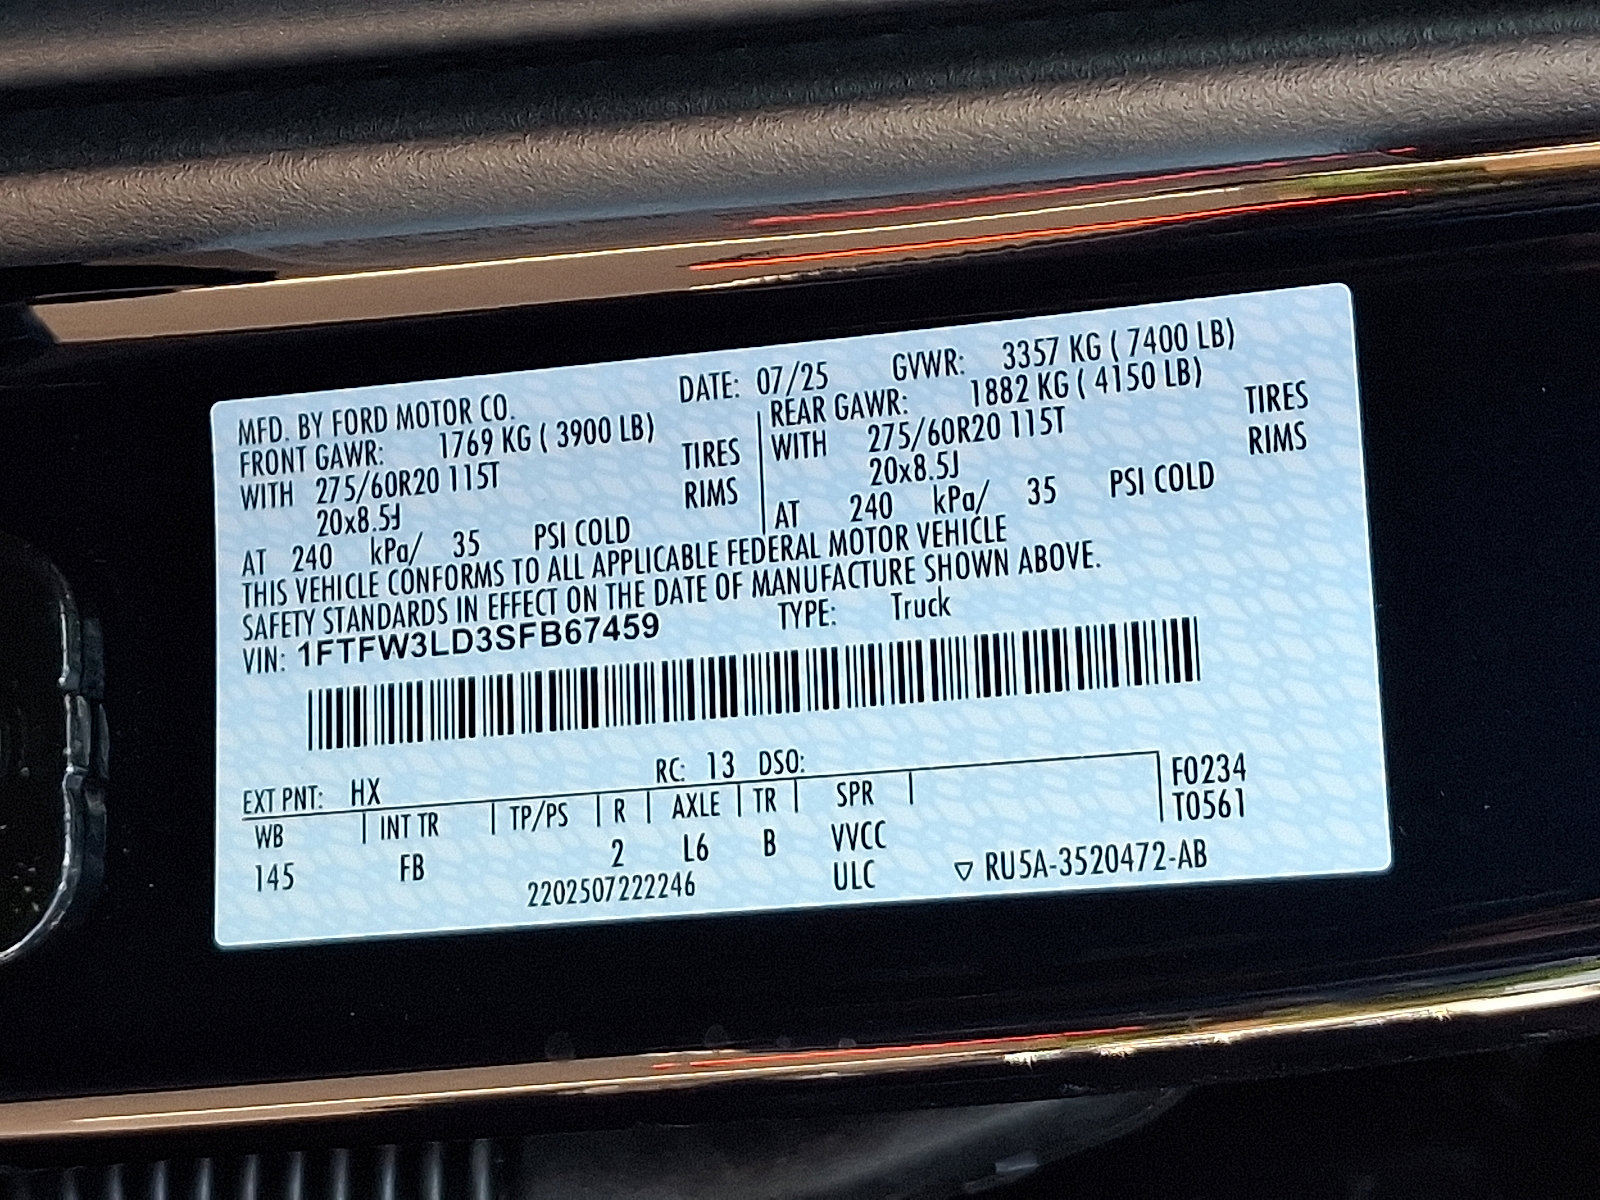 MFD. BY FORD MOTOR CO. DATE: 07/25 GVWR: 3357 KG ( 7400 LB)
FRONT GAWR: 1769 KG ( 3900 LB) REAR GAWR: 1882 KG ( 4150 LB)
WITH 275/60R20 115T TIRES WITH 275/60R20 115T TIRES
20x8.5J RIMS 20x8.5J RIMS
AT 240 kPa/ 35 PSI COLD AT 240 kPa/ 35 PSI COLD
THIS VEHICLE CONFORMS TO ALL APPLICABLE FEDERAL MOTOR VEHICLE
SAFETY STANDARDS IN EFFECT ON THE DATE OF MANUFACTURE SHOWN ABOVE.
VIN: 1FTFW3LD3SFB67459 TYPE: Truck
EXT PNT: HX RC: 13 DSO: F0234
WB INT TR TP/PS R AXLE TR SPR T0561
145 FB 2 L6 B VVCC
2202507222246 ULC ▽ RU5A-3520472-AB